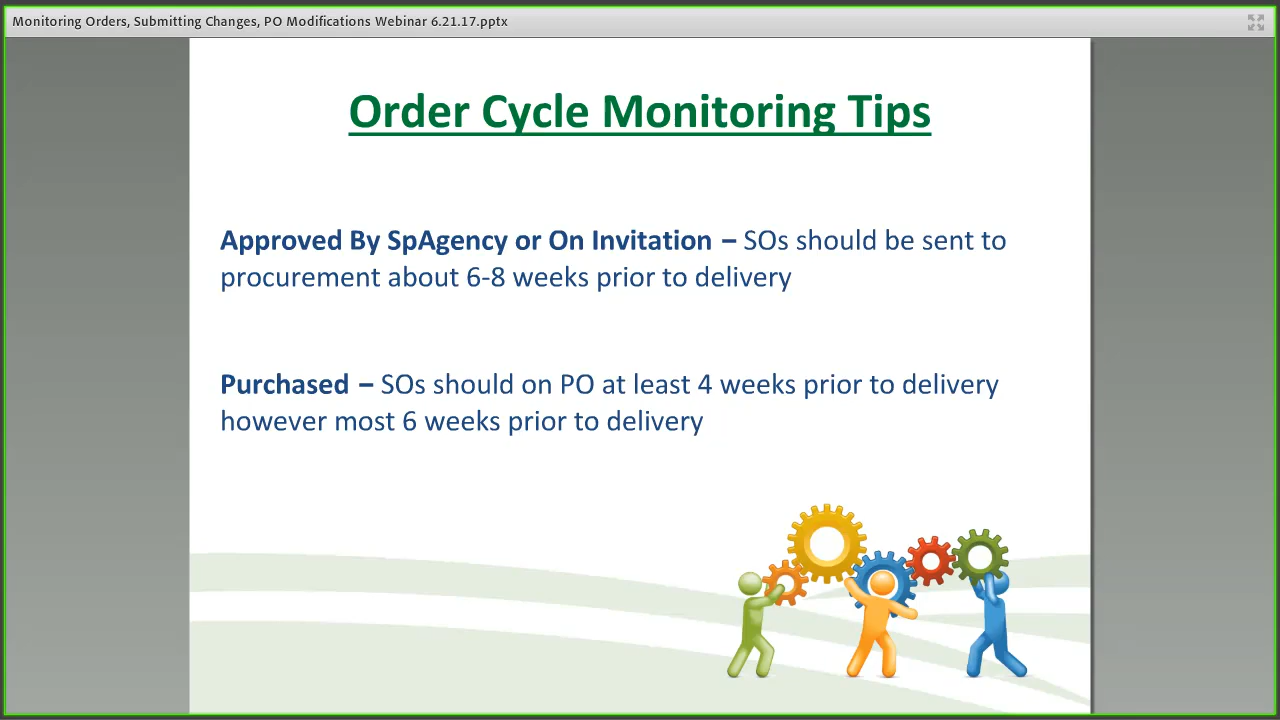 Monitoring Orders, Submitting Changes, PO Modifications Webinar 6.21.17.pptx
Order Cycle Monitoring Tips
Approved By SpAgency or On Invitation – SOs should be sent to
procurement about 6-8 weeks prior to delivery
Purchased – SOs should on PO at least 4 weeks prior to delivery
however most 6 weeks prior to delivery